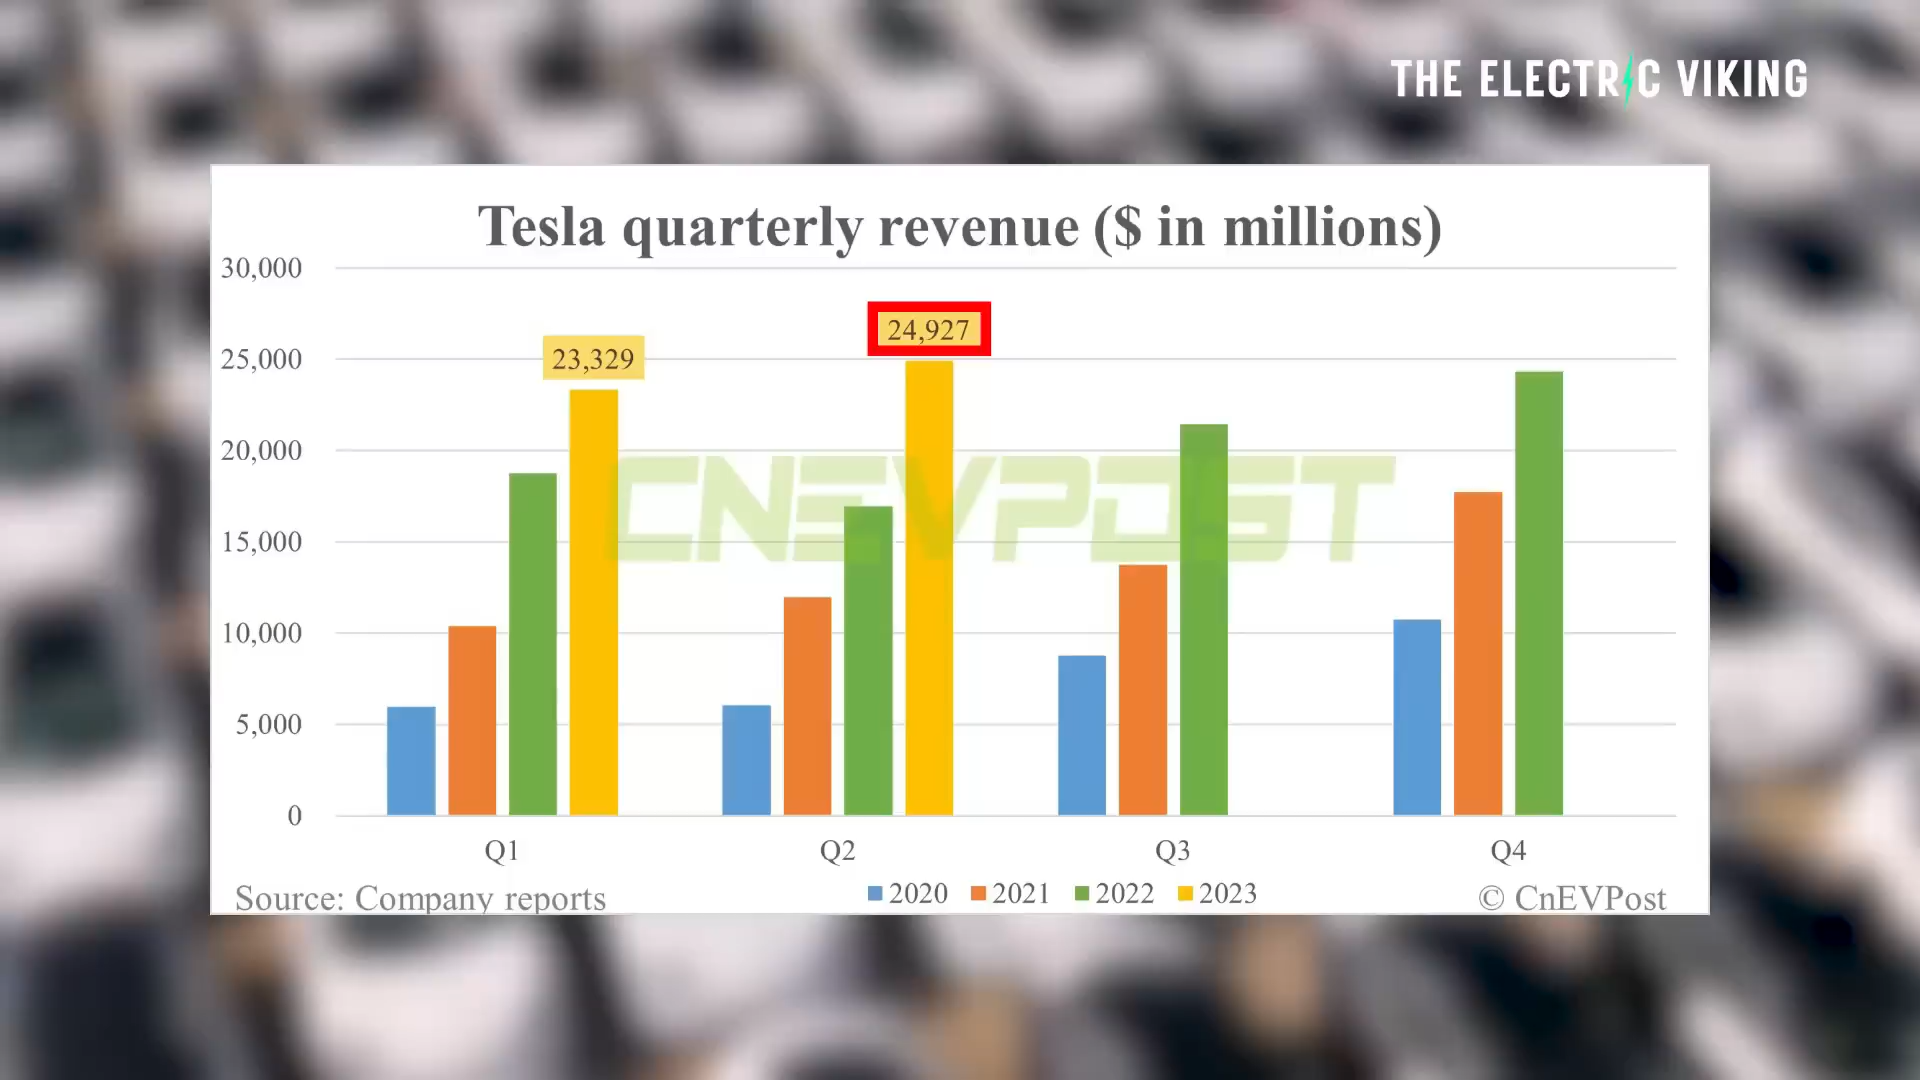 THE ELECTRIC VIKING
Tesla quarterly revenue ($ in millions)
30,000
25,000
20,000
15,000
10,000
5,000
0
23,329
24,927
CNEVPOST
Q1 Q2 Q3 Q4
2020 2021 2022 2023
Source: Company reports
© CnEVPost